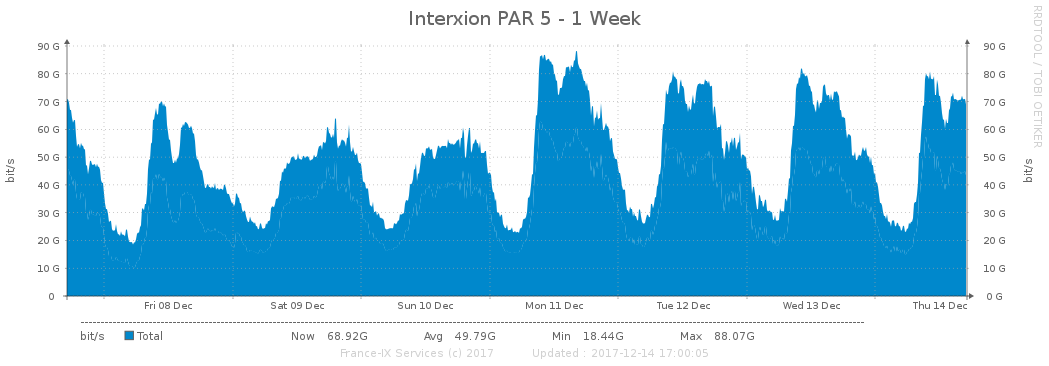 Interxion PAR 5 - 1 Week
RRDTOOL / TOBI OETIKER
90 G 90 G
80 G 80 G
70 G 70 G
60 G 60 G
50 G 50 G
40 G 40 G
30 G 30 G
20 G 20 G
10 G 10 G
0 0 G
bit/s
bit/s
Fri 08 Dec Sat 09 Dec Sun 10 Dec Mon 11 Dec Tue 12 Dec Wed 13 Dec Thu 14 Dec
bit/s Total Now 68.92G Avg 49.79G Min 18.44G Max 88.07G
France-IX Services (c) 2017 Updated : 2017-12-14 17:00:05